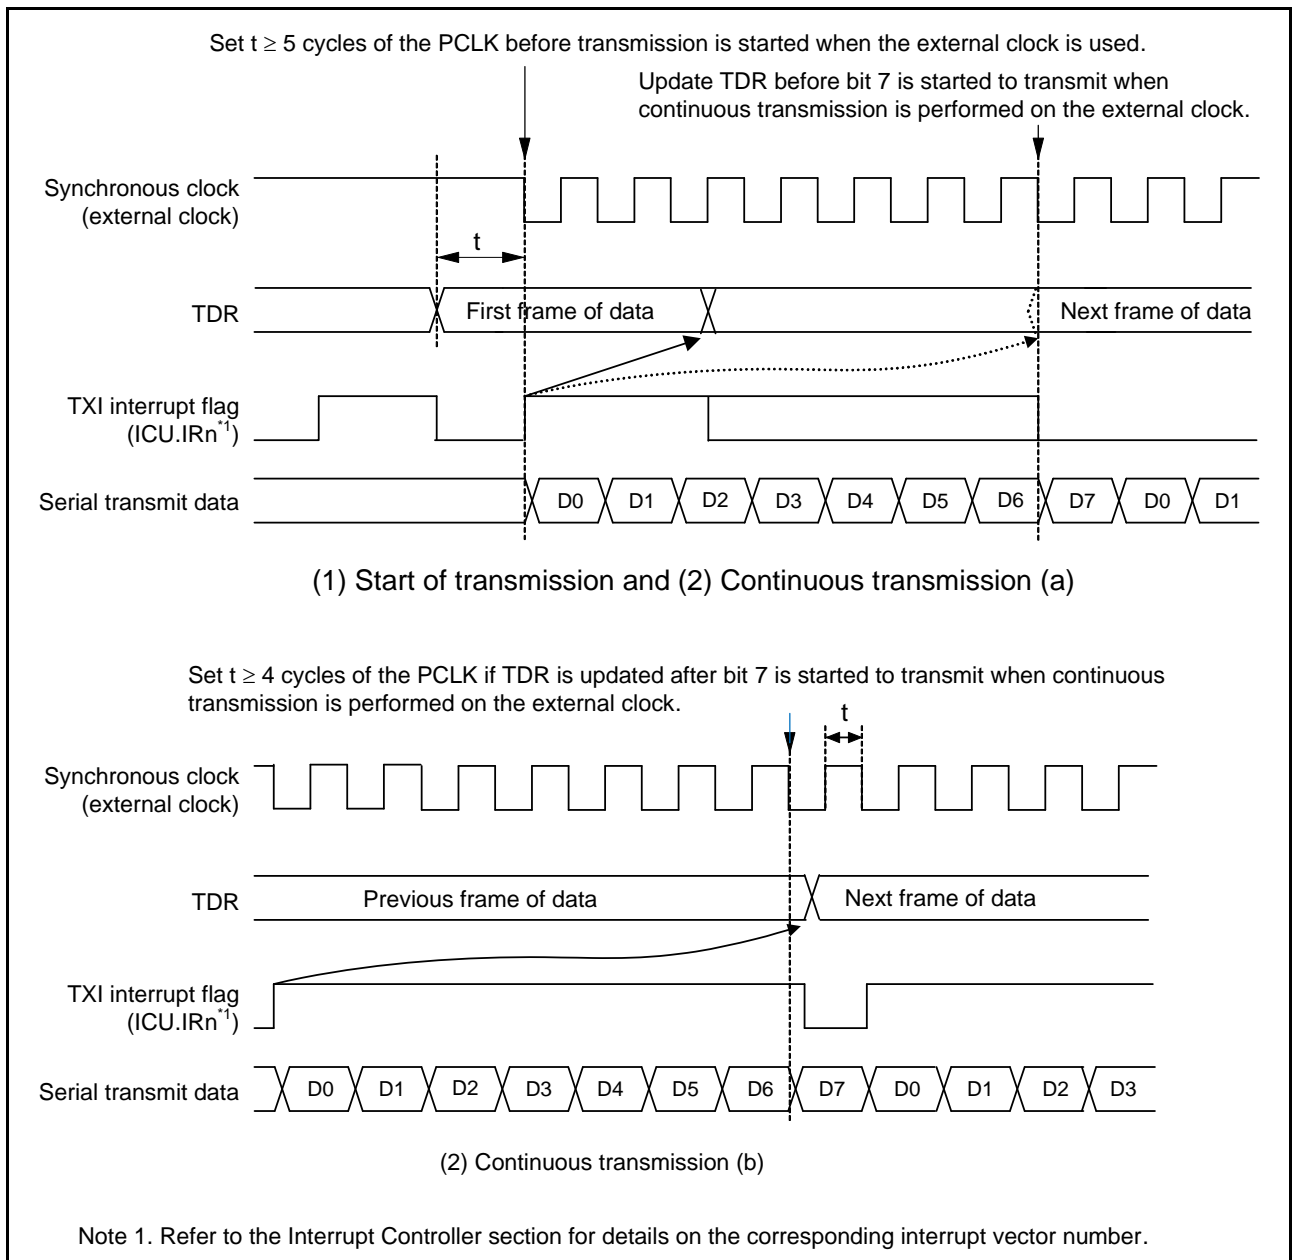 Set t ≥ 5 cycles of the PCLK before transmission is started when the external clock is used.
Update TDR before bit 7 is started to transmit when
continuous transmission is performed on the external clock.
Synchronous clock
(external clock)
t
TDR
First frame of data
Next frame of data
TXI interrupt flag
(ICU.IRn*1)
Serial transmit data
D0 D1 D2 D3 D4 D5 D6 D7 D0 D1
(1) Start of transmission and (2) Continuous transmission (a)
Set t ≥ 4 cycles of the PCLK if TDR is updated after bit 7 is started to transmit when continuous
transmission is performed on the external clock.
t
Synchronous clock
(external clock)
TDR
Previous frame of data
Next frame of data
TXI interrupt flag
(ICU.IRn*1)
Serial transmit data
D0 D1 D2 D3 D4 D5 D6 D7 D0 D1 D2 D3
(2) Continuous transmission (b)
Note 1. Refer to the Interrupt Controller section for details on the corresponding interrupt vector number.